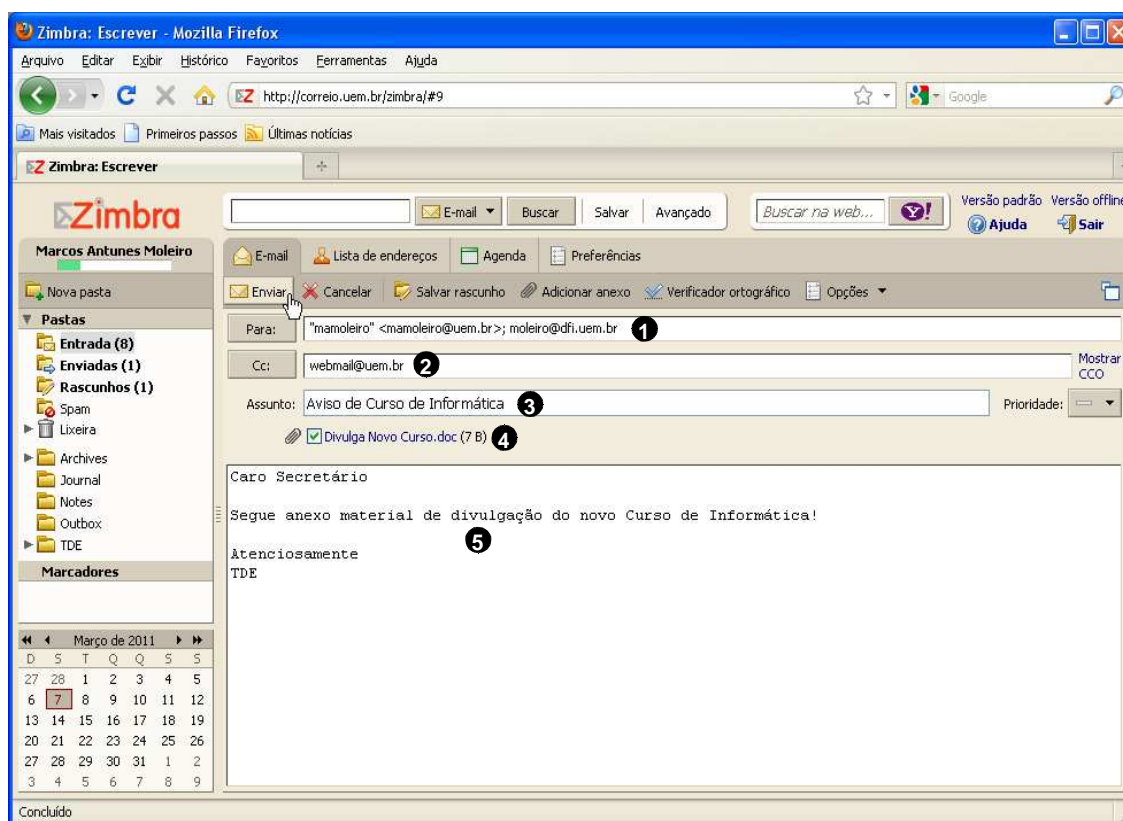 Zimbra: Escrever - Mozilla Firefox
Arquivo Editar Exibir Histórico Favoritos Ferramentas Ajuda
http://correio.uem.br/zimbra/#9 Google
Mais visitados Primeiros passos Últimas notícias
Zimbra: Escrever
Zimbra E-mail Buscar Salvar Avançado Buscar na web... Y! Versão padrão Versão offline
Ajuda Sair
Marcos Antunes Moleiro
E-mail Lista de endereços Agenda Preferências
Nova pasta
Enviar Cancelar Salvar rascunho Adicionar anexo Verificador ortográfico Opções
Pastas
Entrada (8)
Enviadas (1)
Rascunhos (1)
Spam
Lixeira
Archives
Journal
Notes
Outbox
TDE
Marcadores
Março de 2011
D S T Q Q S S
27 28 1 2 3 4 5
6 7 8 9 10 11 12
13 14 15 16 17 18 19
20 21 22 23 24 25 26
27 28 29 30 31 1 2
3 4 5 6 7 8 9
Para: "mamoleiro" <mamoleiro@uem.br>; moleiro@dfi.uem.br 1
Cc: webmail@uem.br 2 Mostrar CCO
Assunto: Aviso de Curso de Informática 3 Prioridade:
Divulga Novo Curso.doc (7 B) 4
Caro Secretário
Segue anexo material de divulgação do novo Curso de Informática!
5
Atenciosamente
TDE
Concluído